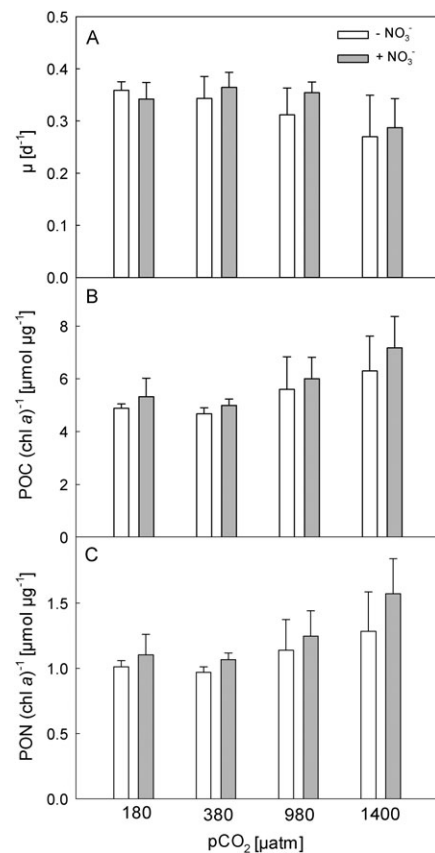 A
- NO₃⁻
+ NO₃⁻
0.5
0.4
0.3
0.2
0.1
0.0
µ [d⁻¹]
B
8
6
4
2
0
POC (chl a)⁻¹ [µmol µg⁻¹]
C
1.5
1.0
0.5
0.0
PON (chl a)⁻¹ [µmol µg⁻¹]
180 380 980 1400
pCO₂ [µatm]